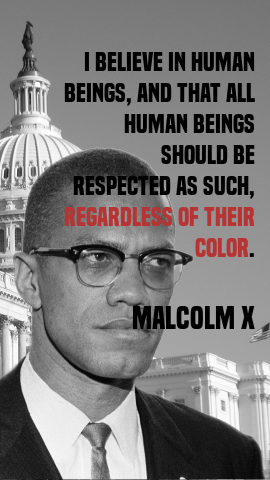 I BELIEVE IN HUMAN
BEINGS, AND THAT ALL
HUMAN BEINGS
SHOULD BE
RESPECTED AS SUCH,
REGARDLESS OF THEIR
COLOR.
MALCOLM X